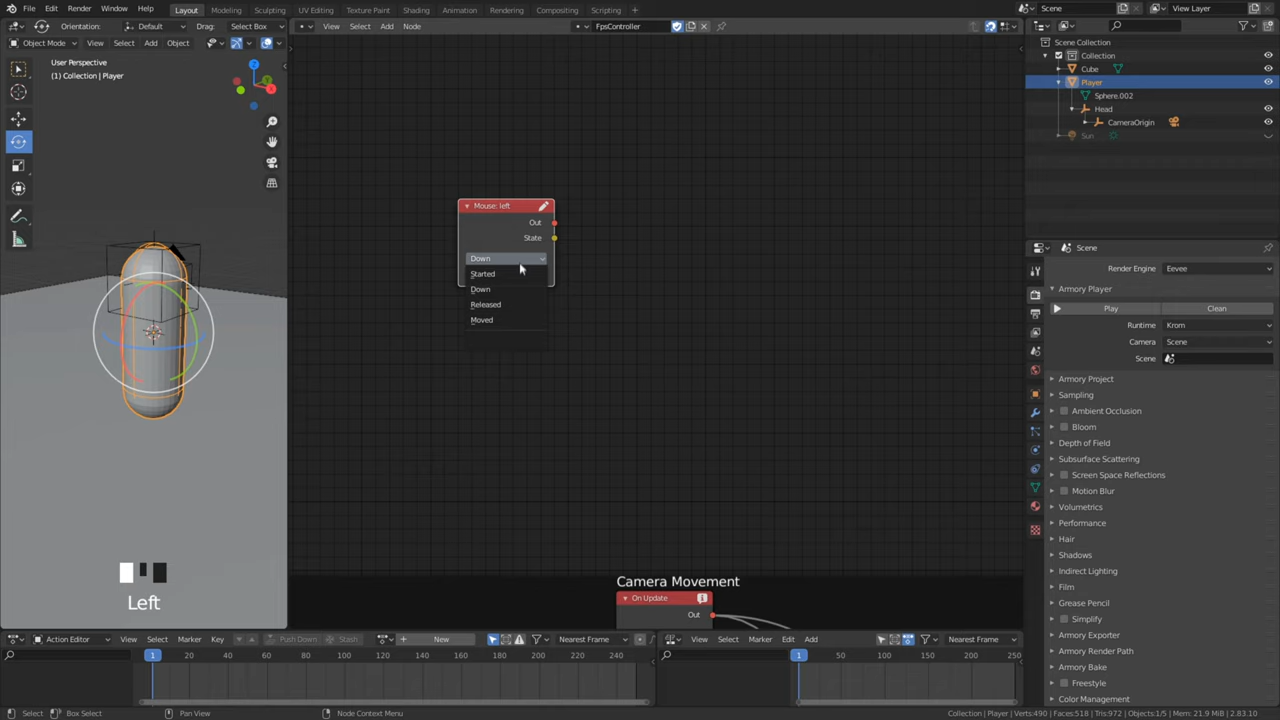 File Edit Render Window Help Layout Modeling Sculpting UV Editing Texture Paint Shading Animation Rendering Compositing Scripting + Scene View Layer
Orientation: Default Drag: Select Box View Select Add Node FpsController
Object Mode View Select Add Object
User Perspective
(1) Collection | Player
Z
Y
X
Mouse: left
Out
State
Down
Started
Down
Released
Moved
Camera Movement
On Update
Out
Left
Scene Collection
Collection
Cube
Player
Sphere.002
Head
CameraOrigin
Sun
Scene
Render Engine Eevee
Armory Player
Play Clean
Runtime Krom
Camera Scene
Scene
Armory Project
Sampling
Ambient Occlusion
Bloom
Depth of Field
Subsurface Scattering
Screen Space Reflections
Motion Blur
Volumetrics
Performance
Hair
Shadows
Indirect Lighting
Film
Grease Pencil
Simplify
Armory Exporter
Armory Render Path
Armory Bake
Freestyle
Color Management
Action Editor View Select Marker Key Push Down Stash New Nearest Frame
1 20 40 60 80 100 120 140 160 180 200 220 240
View Select Marker Edit Add Nearest Frame
1 50 100 150 200 250
Select Box Select Pan View Node Context Menu Collection | Player | Verts:490 | Faces:518 | Tris:972 | Objects:1/5 | Mem: 21.9 MiB | 2.83.10